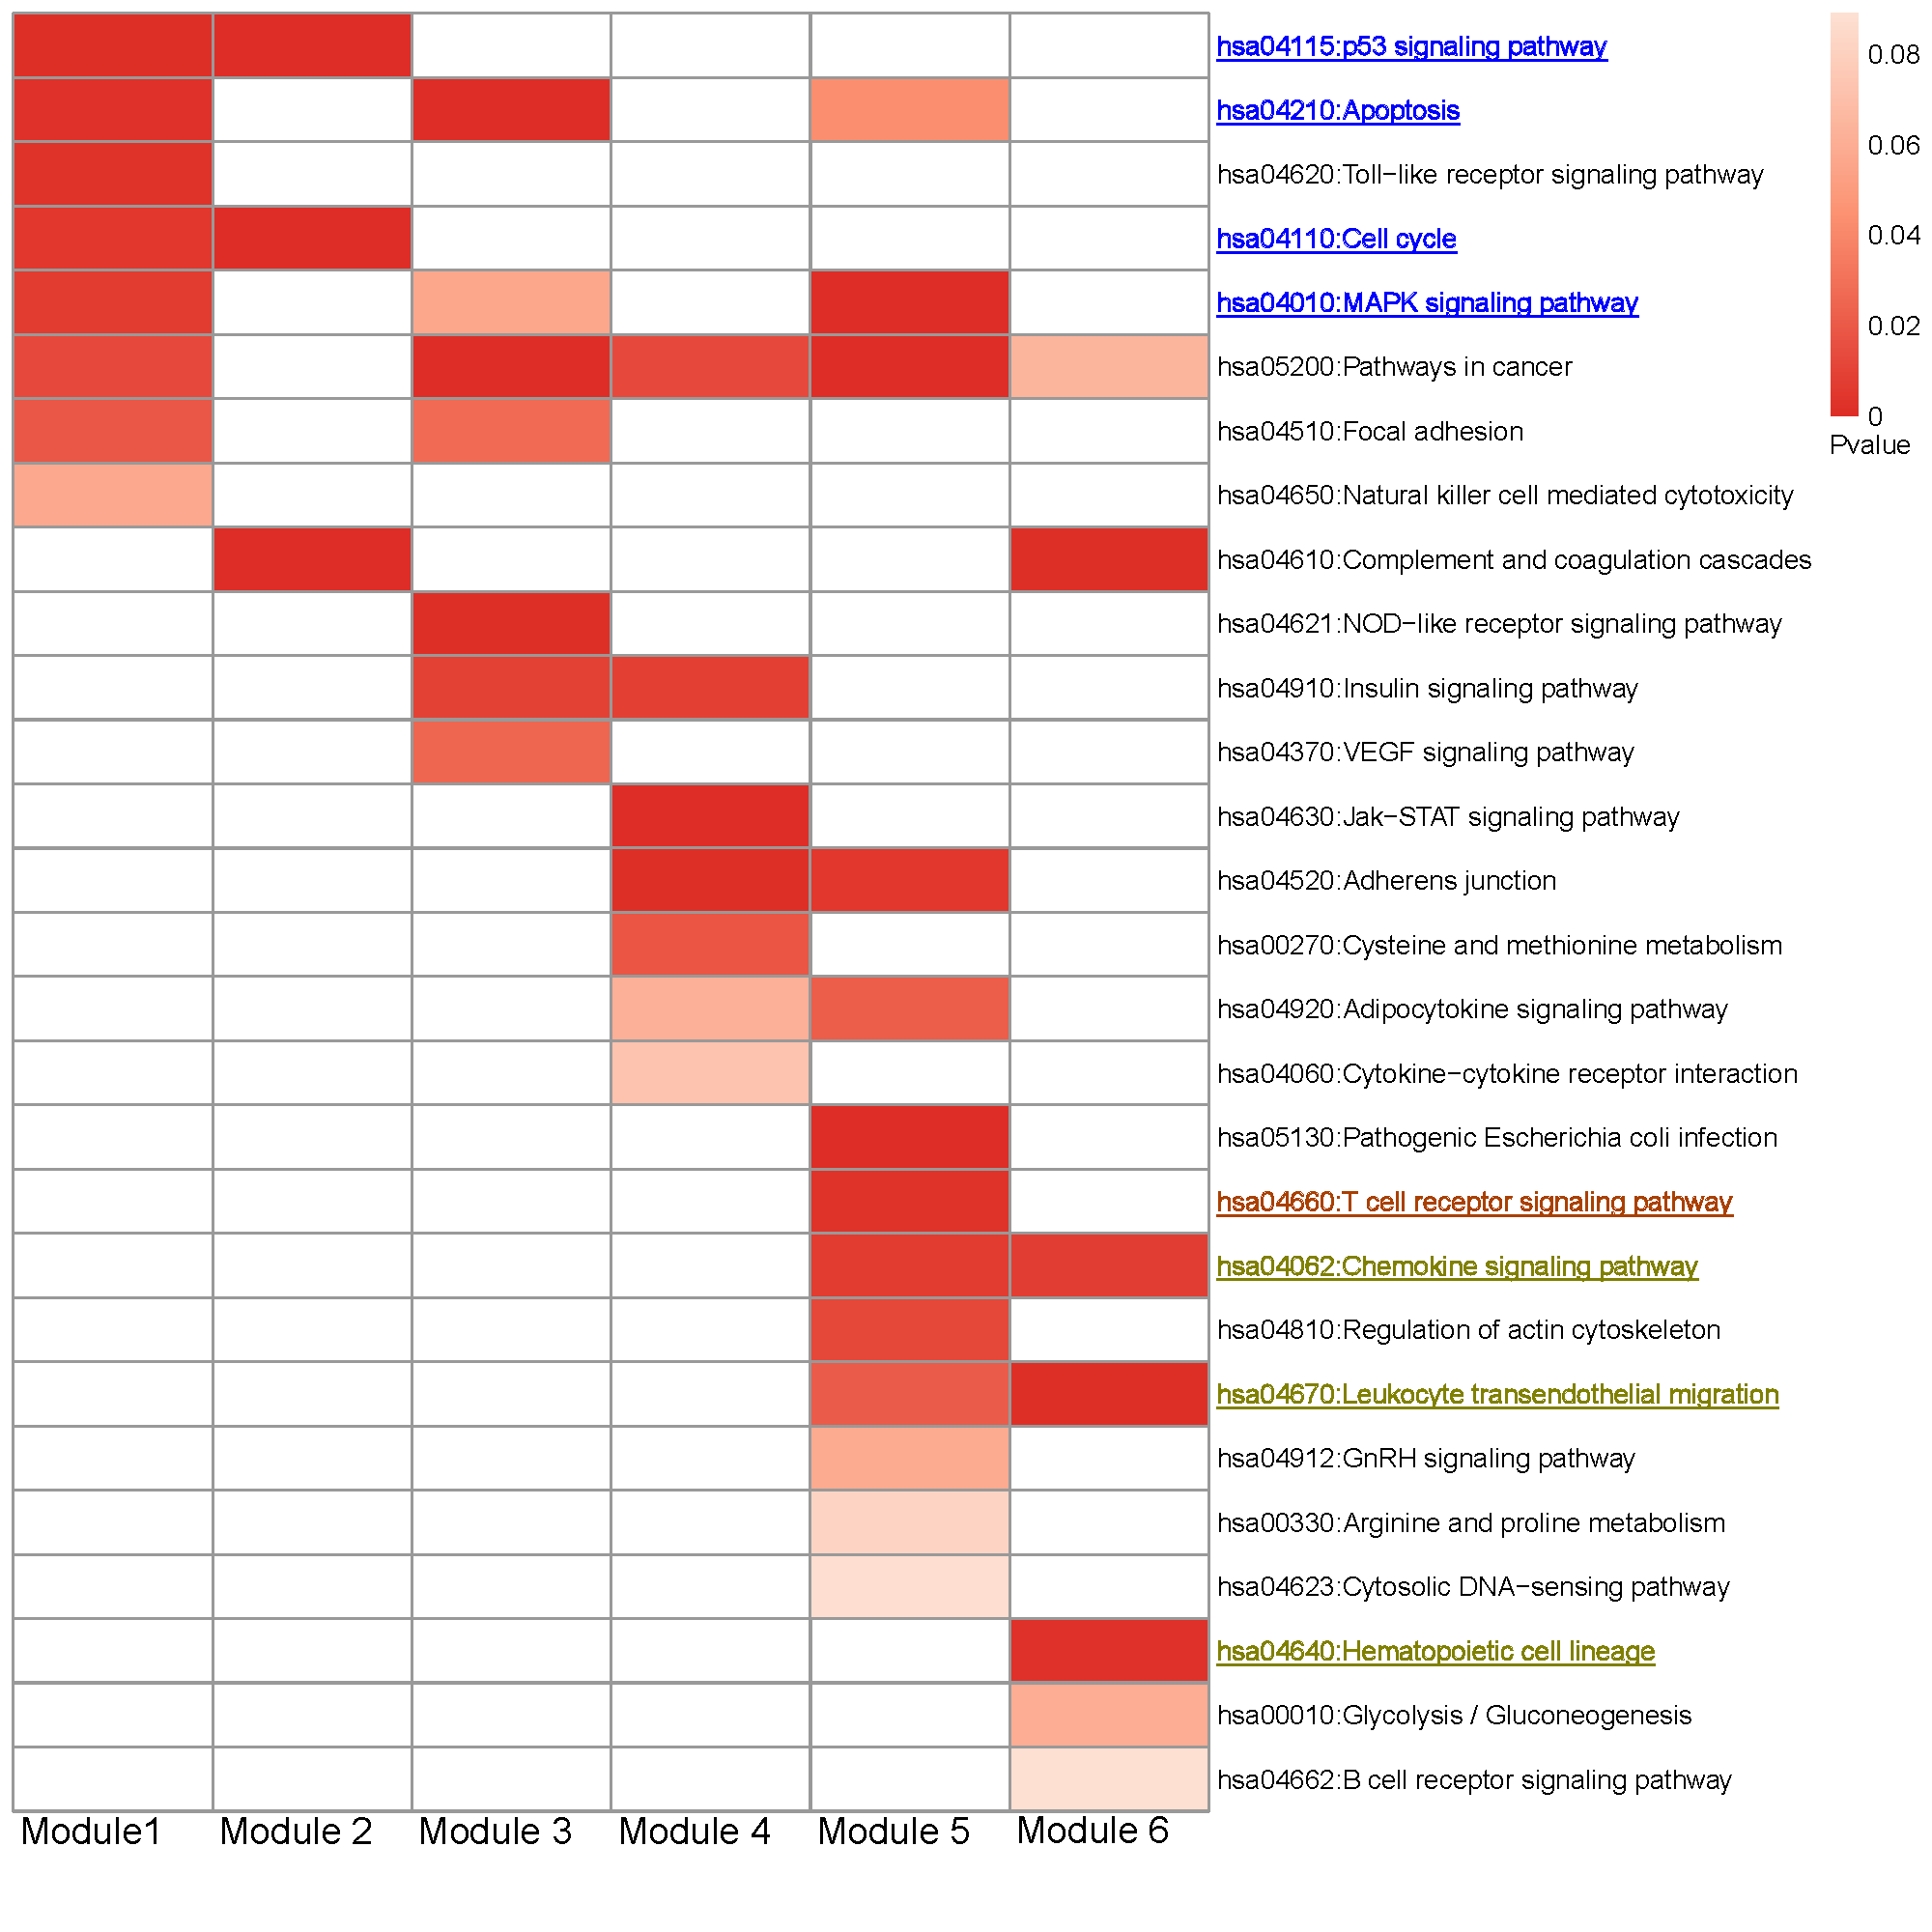 hsa04115:p53 signaling pathway
hsa04210:Apoptosis
hsa04620:Toll−like receptor signaling pathway
hsa04110:Cell cycle
hsa04010:MAPK signaling pathway
hsa05200:Pathways in cancer
hsa04510:Focal adhesion
hsa04650:Natural killer cell mediated cytotoxicity
hsa04610:Complement and coagulation cascades
hsa04621:NOD−like receptor signaling pathway
hsa04910:Insulin signaling pathway
hsa04370:VEGF signaling pathway
hsa04630:Jak−STAT signaling pathway
hsa04520:Adherens junction
hsa00270:Cysteine and methionine metabolism
hsa04920:Adipocytokine signaling pathway
hsa04060:Cytokine−cytokine receptor interaction
hsa05130:Pathogenic Escherichia coli infection
hsa04660:T cell receptor signaling pathway
hsa04062:Chemokine signaling pathway
hsa04810:Regulation of actin cytoskeleton
hsa04670:Leukocyte transendothelial migration
hsa04912:GnRH signaling pathway
hsa00330:Arginine and proline metabolism
hsa04623:Cytosolic DNA−sensing pathway
hsa04640:Hematopoietic cell lineage
hsa00010:Glycolysis / Gluconeogenesis
hsa04662:B cell receptor signaling pathway
Module1 Module 2 Module 3 Module 4 Module 5 Module 6
0.08
0.06
0.04
0.02
0
Pvalue